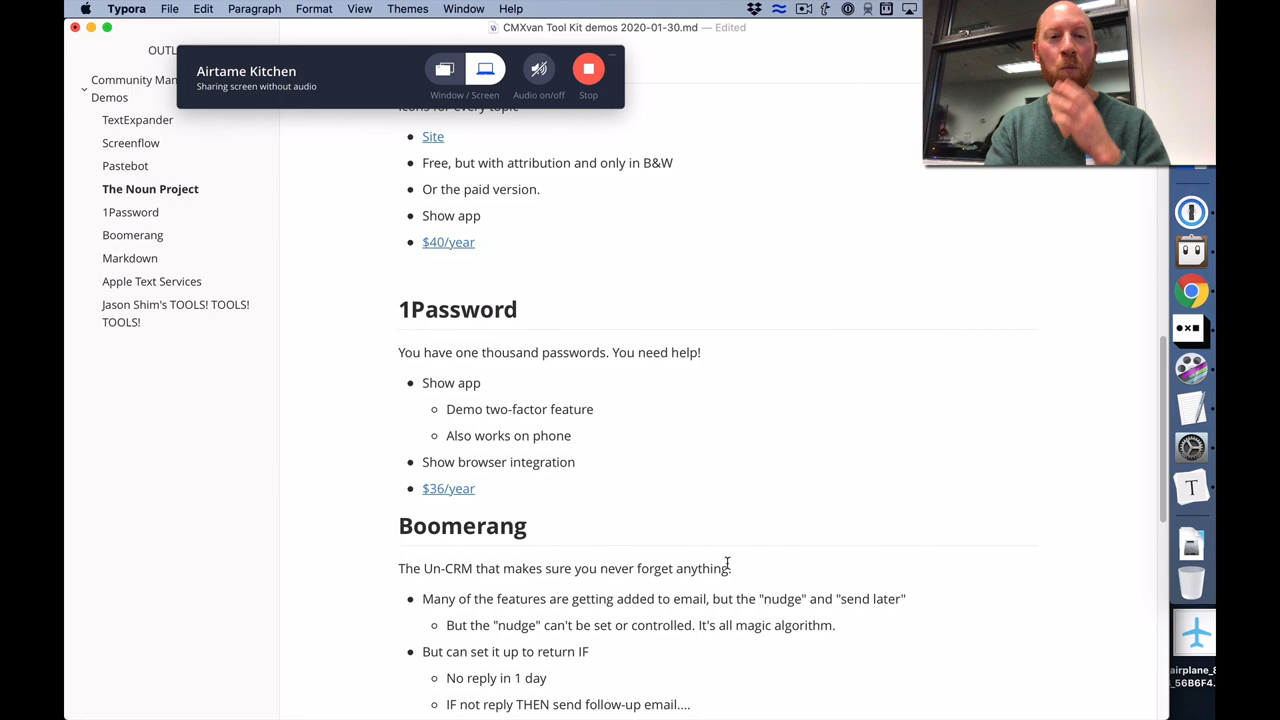 Typora File Edit Paragraph Format View Themes Window Help
CMXvan Tool Kit demos 2020-01-30.md — Edited
OUTL
Airtame Kitchen
Sharing screen without audio
Window / Screen Audio on/off Stop
Community Man
Demos
TextExpander
Screenflow
Pastebot
The Noun Project
1Password
Boomerang
Markdown
Apple Text Services
Jason Shim's TOOLS! TOOLS!
TOOLS!
Icons for every topic
Site
Free, but with attribution and only in B&W
Or the paid version.
Show app
$40/year
1Password
You have one thousand passwords. You need help!
Show app
Demo two-factor feature
Also works on phone
Show browser integration
$36/year
Boomerang
The Un-CRM that makes sure you never forget anything.
Many of the features are getting added to email, but the "nudge" and "send later"
But the "nudge" can't be set or controlled. It's all magic algorithm.
But can set it up to return IF
No reply in 1 day
IF not reply THEN send follow-up email....
T
airplane_8
_56B6F4.